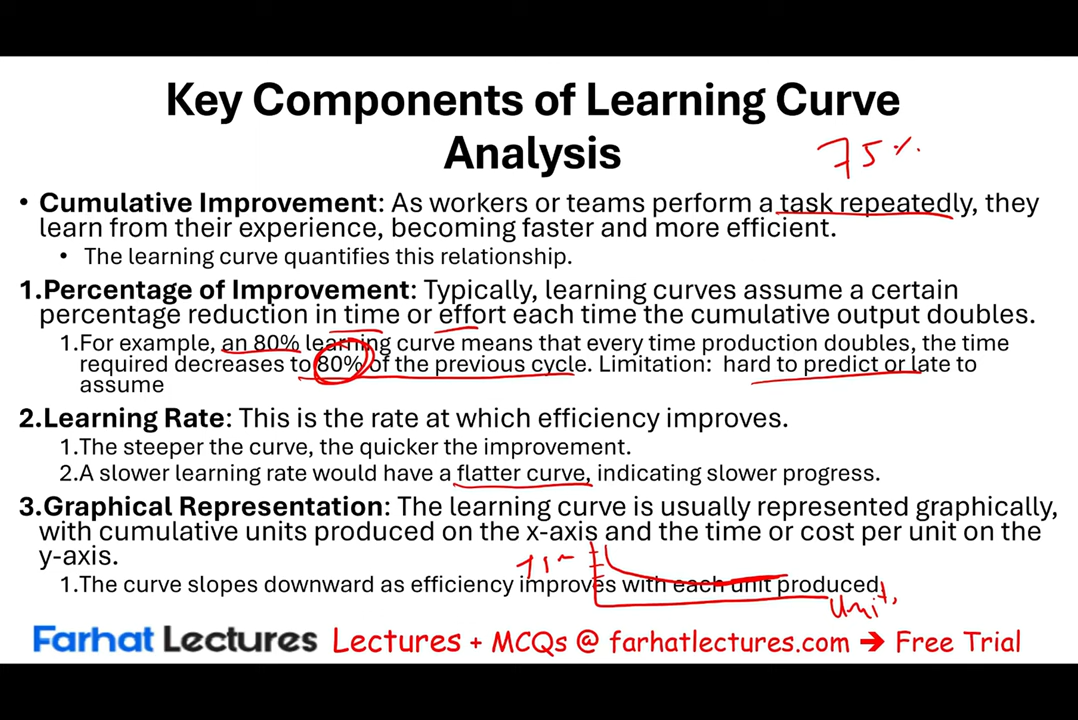 Key Components of Learning Curve
Analysis
75%
• Cumulative Improvement: As workers or teams perform a task repeatedly, they
learn from their experience, becoming faster and more efficient.
• The learning curve quantifies this relationship.
1.Percentage of Improvement: Typically, learning curves assume a certain
percentage reduction in time or effort each time the cumulative output doubles.
1.For example, an 80% learning curve means that every time production doubles, the time
required decreases to 80% of the previous cycle. Limitation: hard to predict or late to
assume
2.Learning Rate: This is the rate at which efficiency improves.
1.The steeper the curve, the quicker the improvement.
2.A slower learning rate would have a flatter curve, indicating slower progress.
3.Graphical Representation: The learning curve is usually represented graphically,
with cumulative units produced on the x-axis and the time or cost per unit on the
y-axis.
1.The curve slopes downward as efficiency improves with each unit produced.
Farhat Lectures Lectures + MCQs @ farhatlectures.com → Free Trial